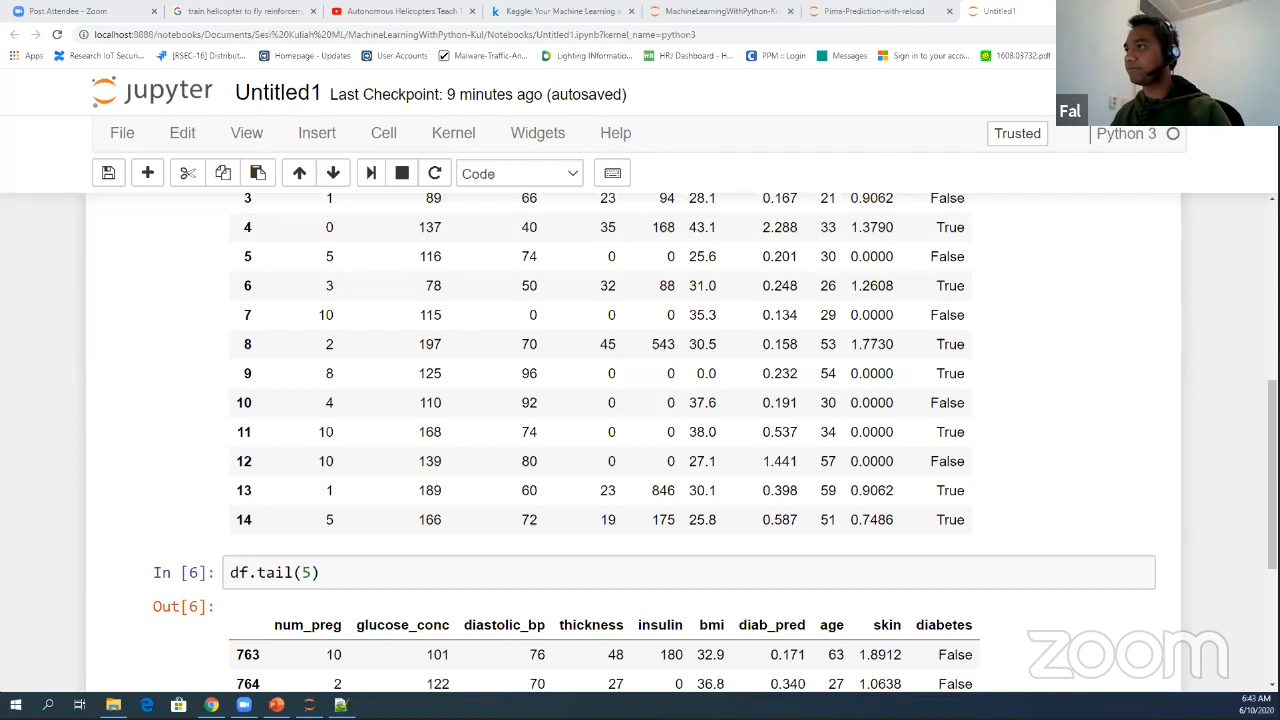 Post Attendee - Zoom
train helicopter to fly reinforcem
Autonomous Helicopters Teach T
Kaggle: Your Machine Learning a
MachineLearningWithPython-Ku
Pima-Prediction-with-reload
Untitled1
localhost:8888/notebooks/Documents/Sesi%20Kuliah%20ML/MachineLearningWithPython-Kul/Notebooks/Untitled1.ipynb?kernel_name=python3
Apps
Research IoT Securi...
[RSEC-16] Distribut...
Homepage - Updates
User Accounts
Malware-Traffic-An...
Lighting INformatio...
HRJ Dashboard - H...
PPM :: Login
Messages
Sign in to your acco...
1608.03732.pdf
Fal
jupyter Untitled1 Last Checkpoint: 9 minutes ago (autosaved)
File Edit View Insert Cell Kernel Widgets Help
Trusted
Python 3
Code
3 1 89 66 23 94 28.1 0.167 21 0.9062 False
4 0 137 40 35 168 43.1 2.288 33 1.3790 True
5 5 116 74 0 0 25.6 0.201 30 0.0000 False
6 3 78 50 32 88 31.0 0.248 26 1.2608 True
7 10 115 0 0 0 35.3 0.134 29 0.0000 False
8 2 197 70 45 543 30.5 0.158 53 1.7730 True
9 8 125 96 0 0 0.0 0.232 54 0.0000 True
10 4 110 92 0 0 37.6 0.191 30 0.0000 False
11 10 168 74 0 0 38.0 0.537 34 0.0000 True
12 10 139 80 0 0 27.1 1.441 57 0.0000 False
13 1 189 60 23 846 30.1 0.398 59 0.9062 True
14 5 166 72 19 175 25.8 0.587 51 0.7486 True
In [6]: df.tail(5)
Out[6]:
num_preg glucose_conc diastolic_bp thickness insulin bmi diab_pred age skin diabetes
763 10 101 76 48 180 32.9 0.171 63 1.8912 False
764 2 122 70 27 0 36.8 0.340 27 1.0638 False
zoom
6:43 AM
6/10/2020